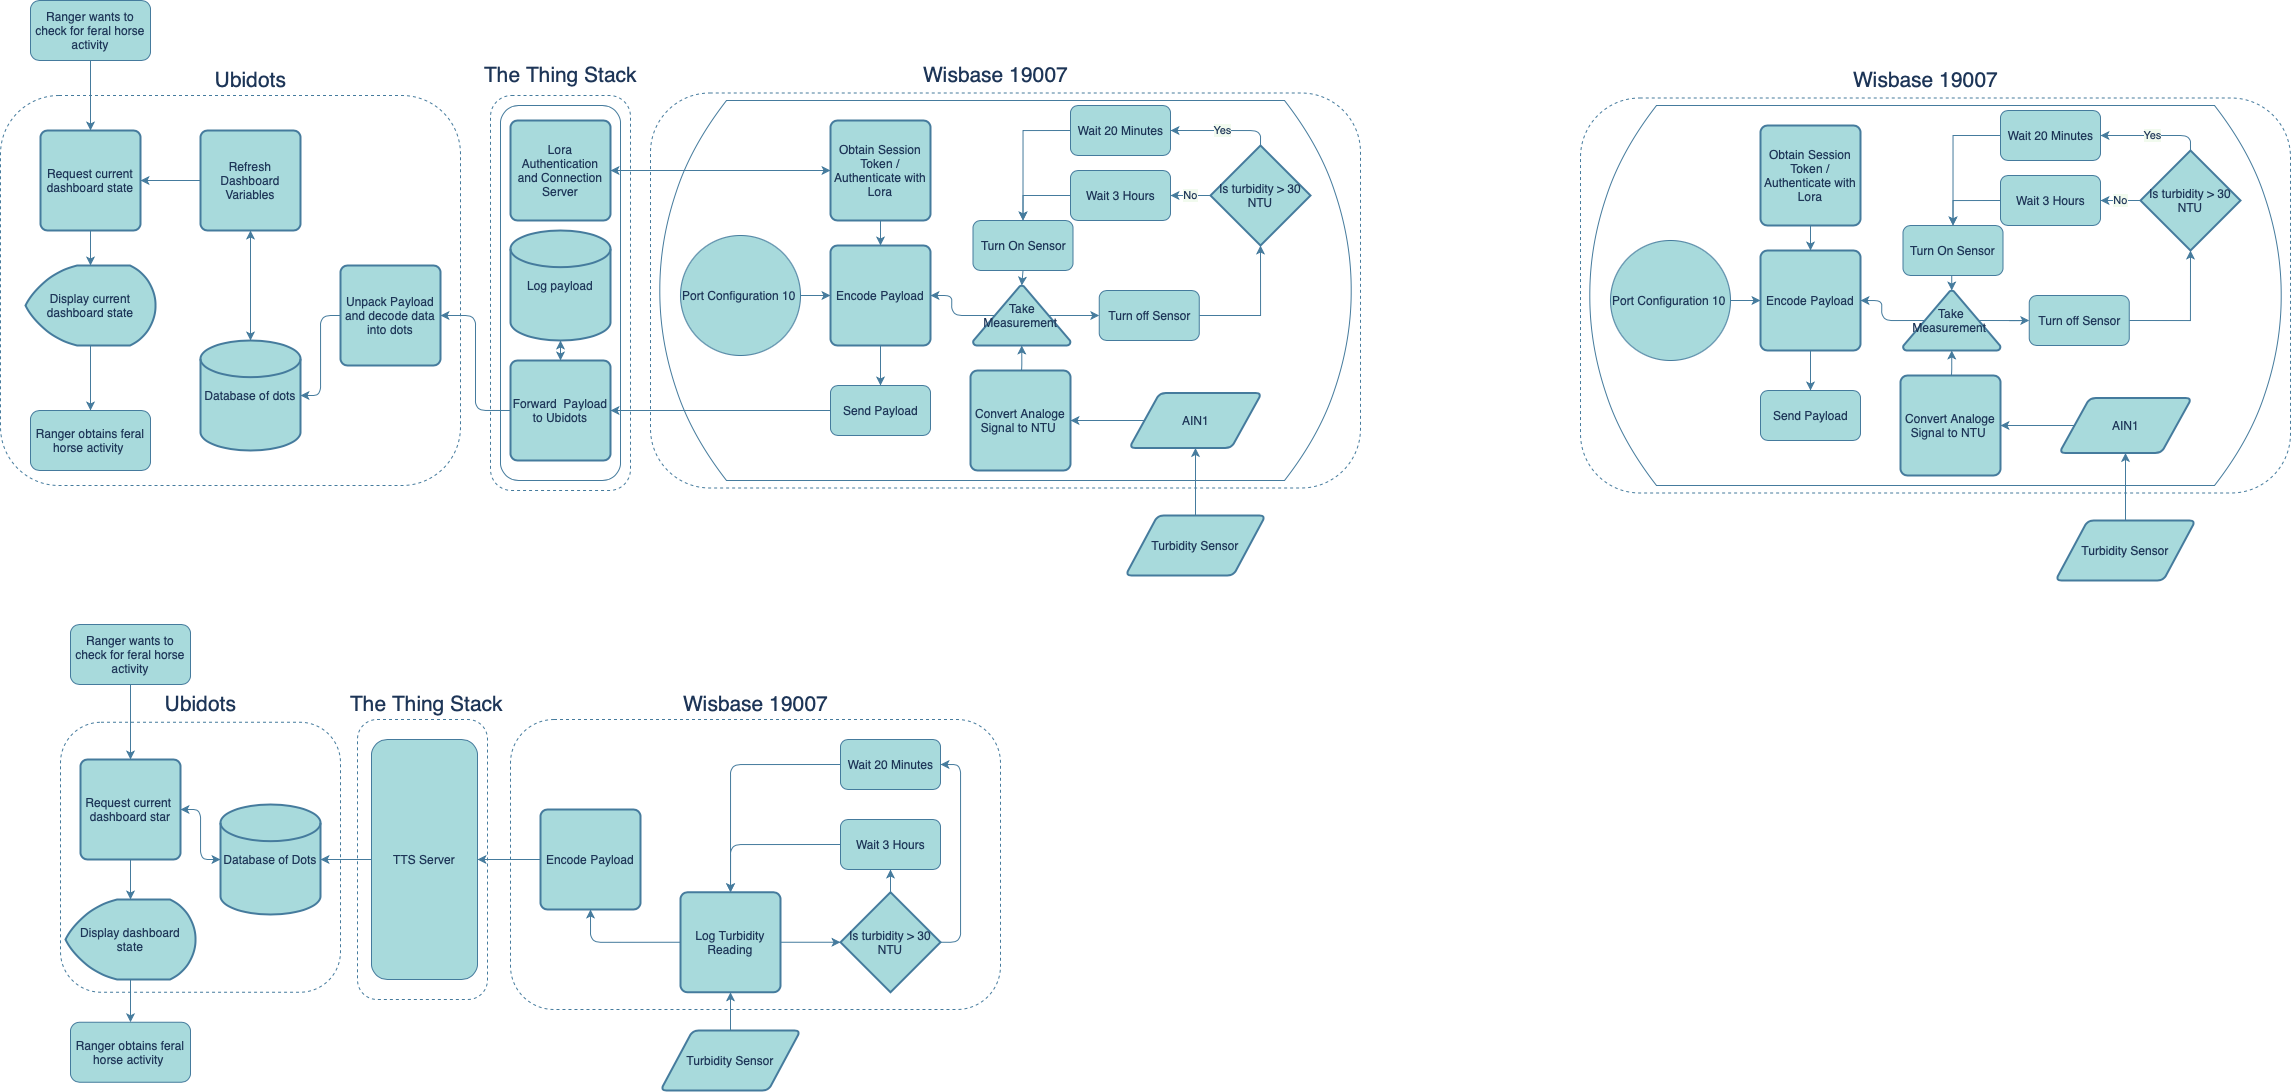 Ranger wants to
check for feral horse
activity
Ubidots
Request current
dashboard state
Refresh
Dashboard
Variables
Display current
dashboard state
Unpack Payload
and decode data
into dots
Database of dots
Ranger obtains feral
horse activity
The Thing Stack
Lora
Authentication
and Connection
Server
Log payload
Forward Payload
to Ubidots
Wisbase 19007
Obtain Session
Token /
Authenticate with
Lora
Wait 20 Minutes
Yes
Wait 3 Hours
No
Is turbidity > 30
NTU
Turn On Sensor
Port Configuration 10
Encode Payload
Take
Measurement
Turn off Sensor
Send Payload
Convert Analoge
Signal to NTU
AIN1
Turbidity Sensor
Wisbase 19007
Obtain Session
Token /
Authenticate with
Lora
Wait 20 Minutes
Yes
Wait 3 Hours
No
Is turbidity > 30
NTU
Turn On Sensor
Port Configuration 10
Encode Payload
Take
Measurement
Turn off Sensor
Send Payload
Convert Analoge
Signal to NTU
AIN1
Turbidity Sensor
Ranger wants to
check for feral horse
activity
Ubidots
Request current
dashboard star
Database of Dots
Display dashboard
state
Ranger obtains feral
horse activity
The Thing Stack
TTS Server
Wisbase 19007
Wait 20 Minutes
Wait 3 Hours
Encode Payload
Log Turbidity
Reading
Is turbidity > 30
NTU
Turbidity Sensor